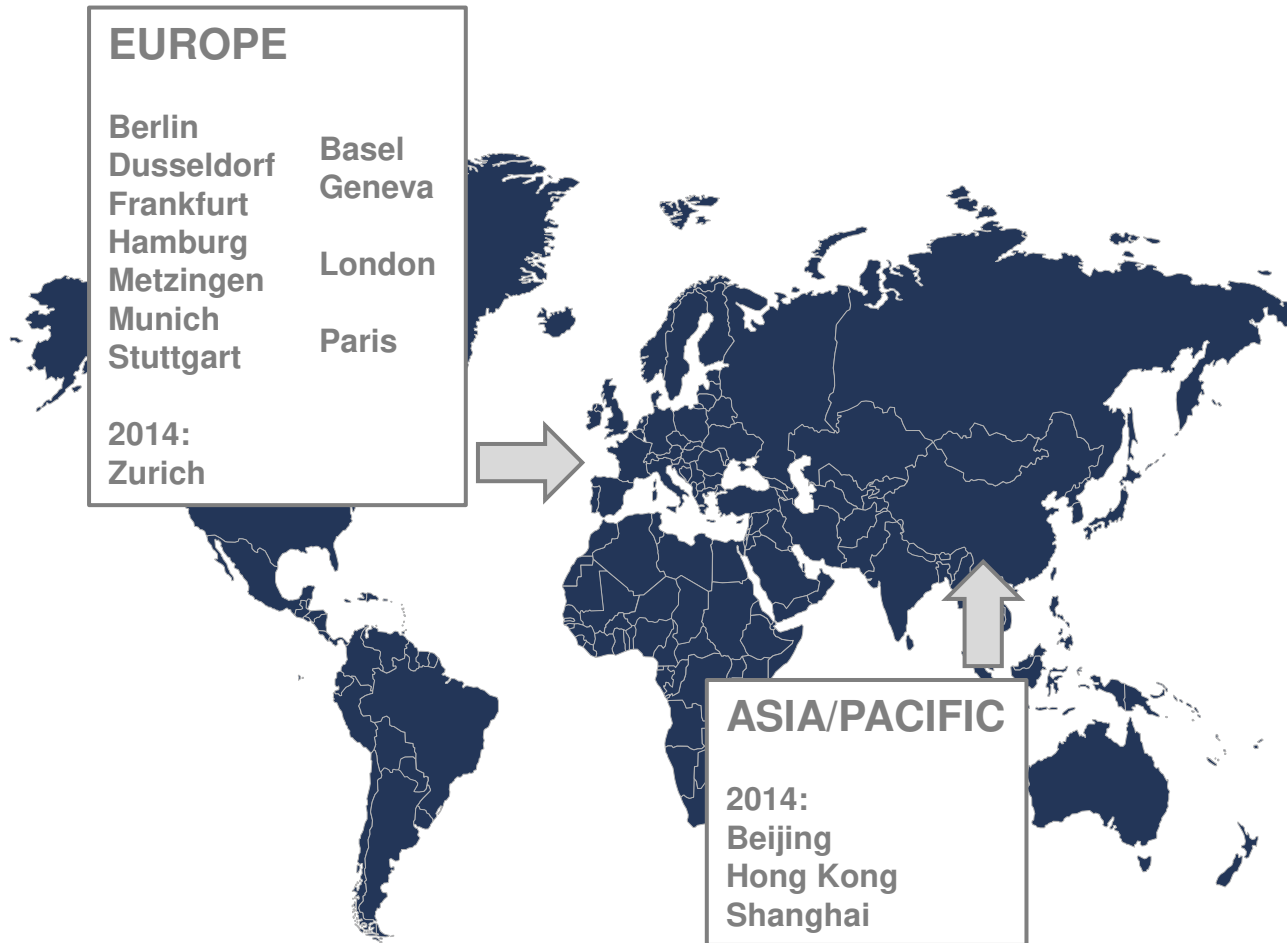 EUROPE
Berlin
Dusseldorf
Frankfurt
Hamburg
Metzingen
Munich
Stuttgart
Basel
Geneva
London
Paris
2014:
Zurich
ASIA/PACIFIC
2014:
Beijing
Hong Kong
Shanghai